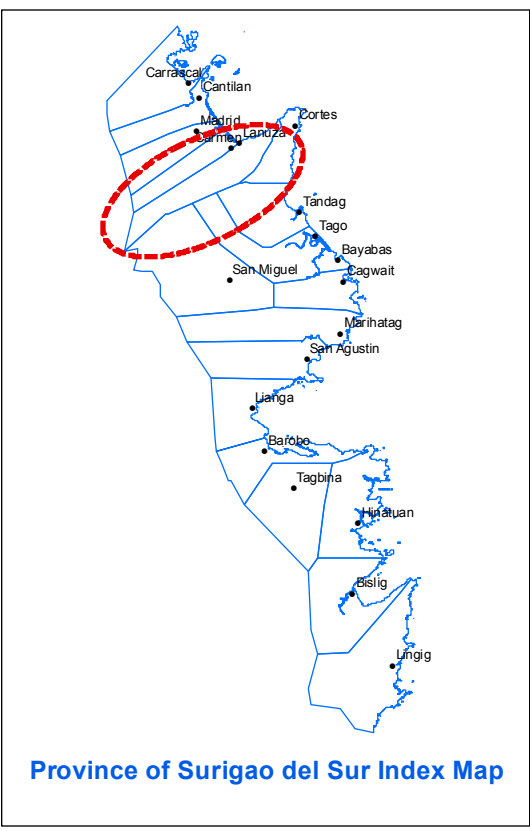 Carrascal
Cantilan
Madrid
Cortes
Lanuza
Carmen
Tandag
Tago
Bayabas
San Miguel
Cagwait
Marihatag
San Agustin
Lianga
Barobo
Tagbina
Hinatuan
Bislig
Lingig
Province of Surigao del Sur Index Map